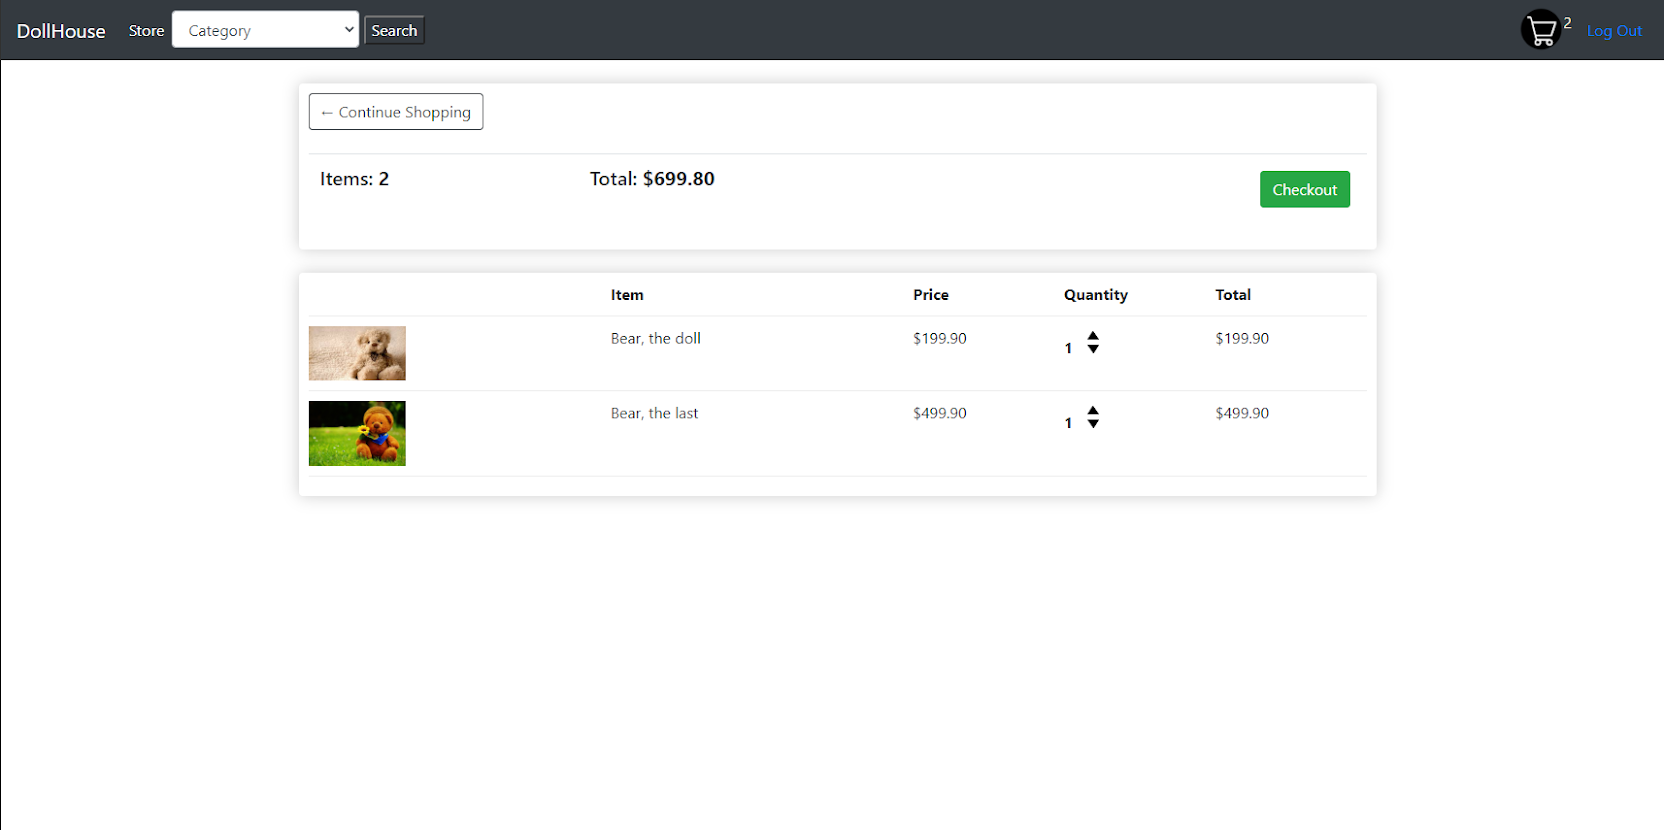 DollHouse Store Category Search 2 Log Out
← Continue Shopping
Items: 2 Total: $699.80 Checkout
Item Price Quantity Total
Bear, the doll $199.90 1 $199.90
Bear, the last $499.90 1 $499.90